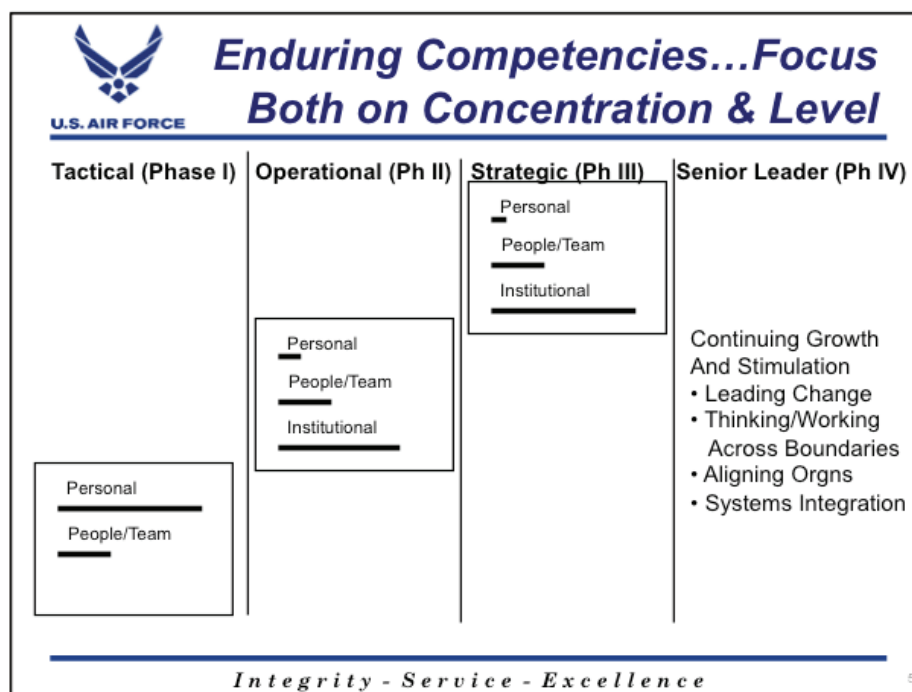 Enduring Competencies...Focus
Both on Concentration & Level
U.S. AIR FORCE
Tactical (Phase I)
Operational (Ph II)
Strategic (Ph III)
Senior Leader (Ph IV)
Personal
People/Team
Personal
People/Team
Institutional
Personal
People/Team
Institutional
Continuing Growth
And Stimulation
• Leading Change
• Thinking/Working
Across Boundaries
• Aligning Orgns
• Systems Integration
Integrity - Service - Excellence
5